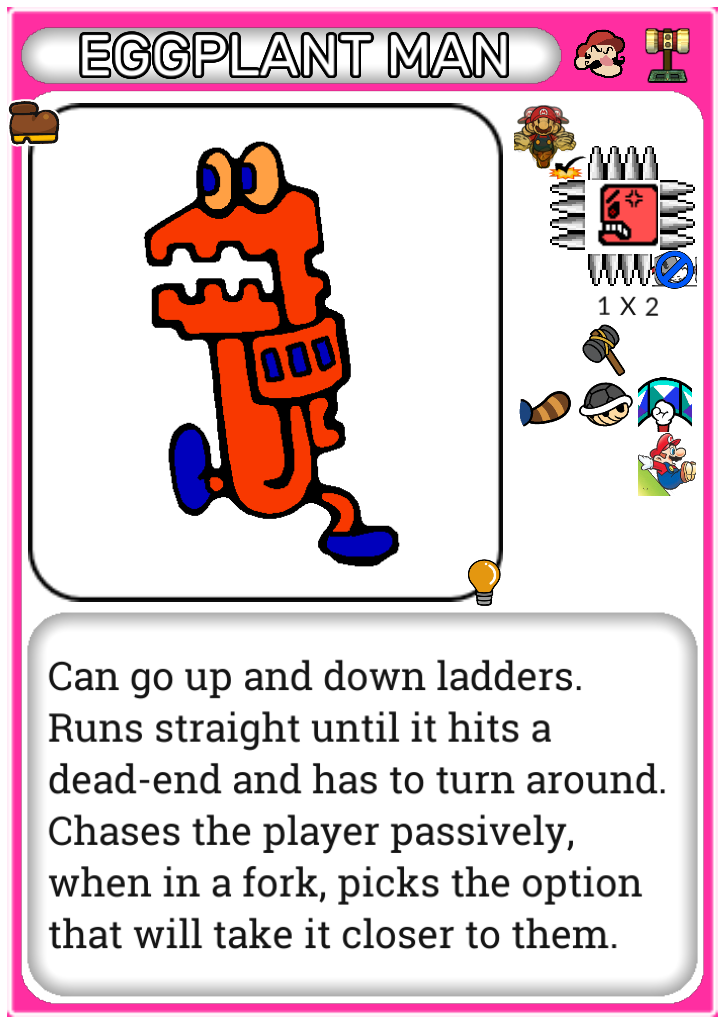 EGGPLANT MAN
1 X 2
Can go up and down ladders.
Runs straight until it hits a
dead-end and has to turn around.
Chases the player passively,
when in a fork, picks the option
that will take it closer to them.